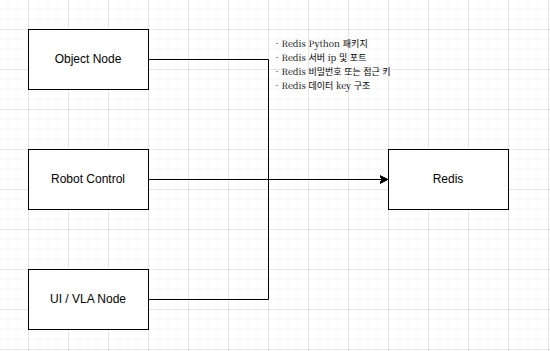 Object Node
- Redis Python 패키지
- Redis 서버 ip 및 포트
- Redis 비밀번호 또는 접근 키
- Redis 데이터 key 구조
Robot Control
Redis
UI / VLA Node